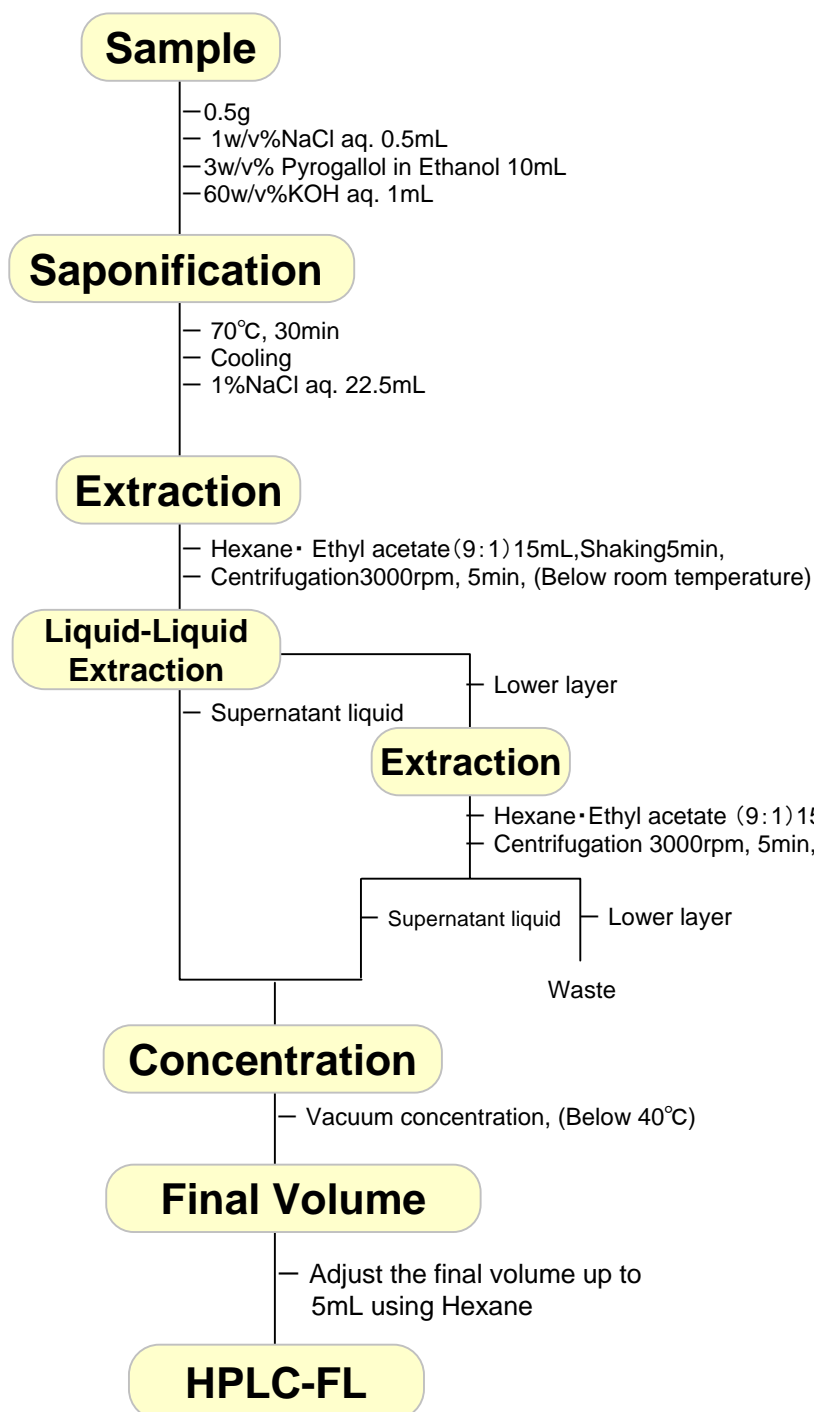 Sample
0.5g
1w/v%NaCl aq. 0.5mL
3w/v% Pyrogallol in Ethanol 10mL
60w/v%KOH aq. 1mL
Saponification
70℃, 30min
Cooling
1%NaCl aq. 22.5mL
Extraction
Hexane・ Ethyl acetate（9：1）15mL,Shaking5min,
Centrifugation3000rpm, 5min, (Below room temperature)
Liquid-Liquid
Extraction
Lower layer
Supernatant liquid
Extraction
Hexane・Ethyl acetate （9：1）15
Centrifugation 3000rpm, 5min,
Supernatant liquid
Lower layer
Waste
Concentration
Vacuum concentration, (Below 40℃)
Final Volume
Adjust the final volume up to
5mL using Hexane
HPLC-FL